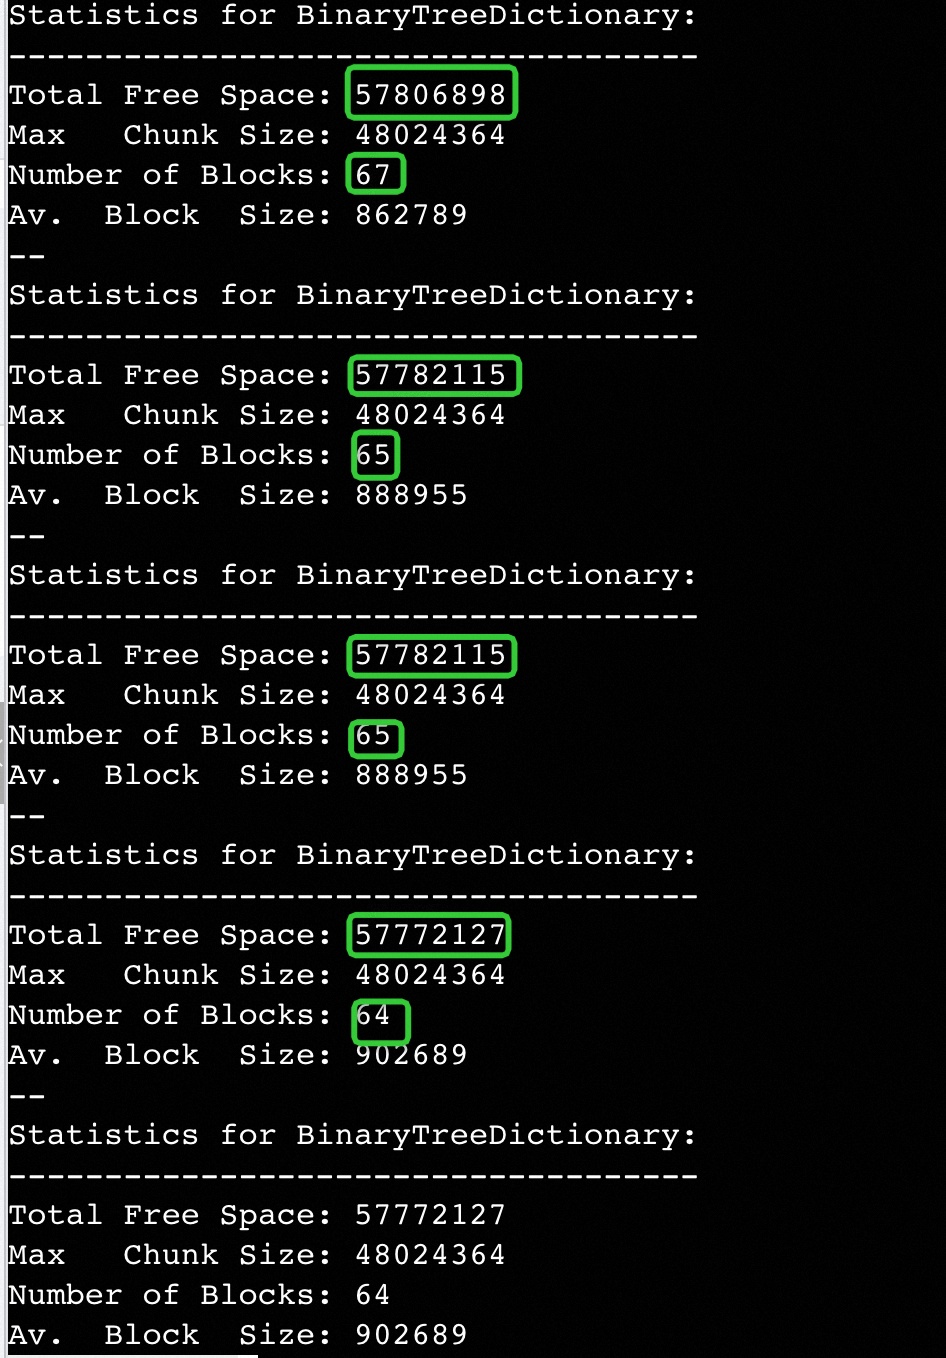 Statistics for BinaryTreeDictionary:
------------------------------------
Total Free Space: 57806898
Max   Chunk Size: 48024364
Number of Blocks: 67
Av.  Block  Size: 862789
--
Statistics for BinaryTreeDictionary:
------------------------------------
Total Free Space: 57782115
Max   Chunk Size: 48024364
Number of Blocks: 65
Av.  Block  Size: 888955
--
Statistics for BinaryTreeDictionary:
------------------------------------
Total Free Space: 57782115
Max   Chunk Size: 48024364
Number of Blocks: 65
Av.  Block  Size: 888955
--
Statistics for BinaryTreeDictionary:
------------------------------------
Total Free Space: 57772127
Max   Chunk Size: 48024364
Number of Blocks: 64
Av.  Block  Size: 902689
--
Statistics for BinaryTreeDictionary:
------------------------------------
Total Free Space: 57772127
Max   Chunk Size: 48024364
Number of Blocks: 64
Av.  Block  Size: 902689